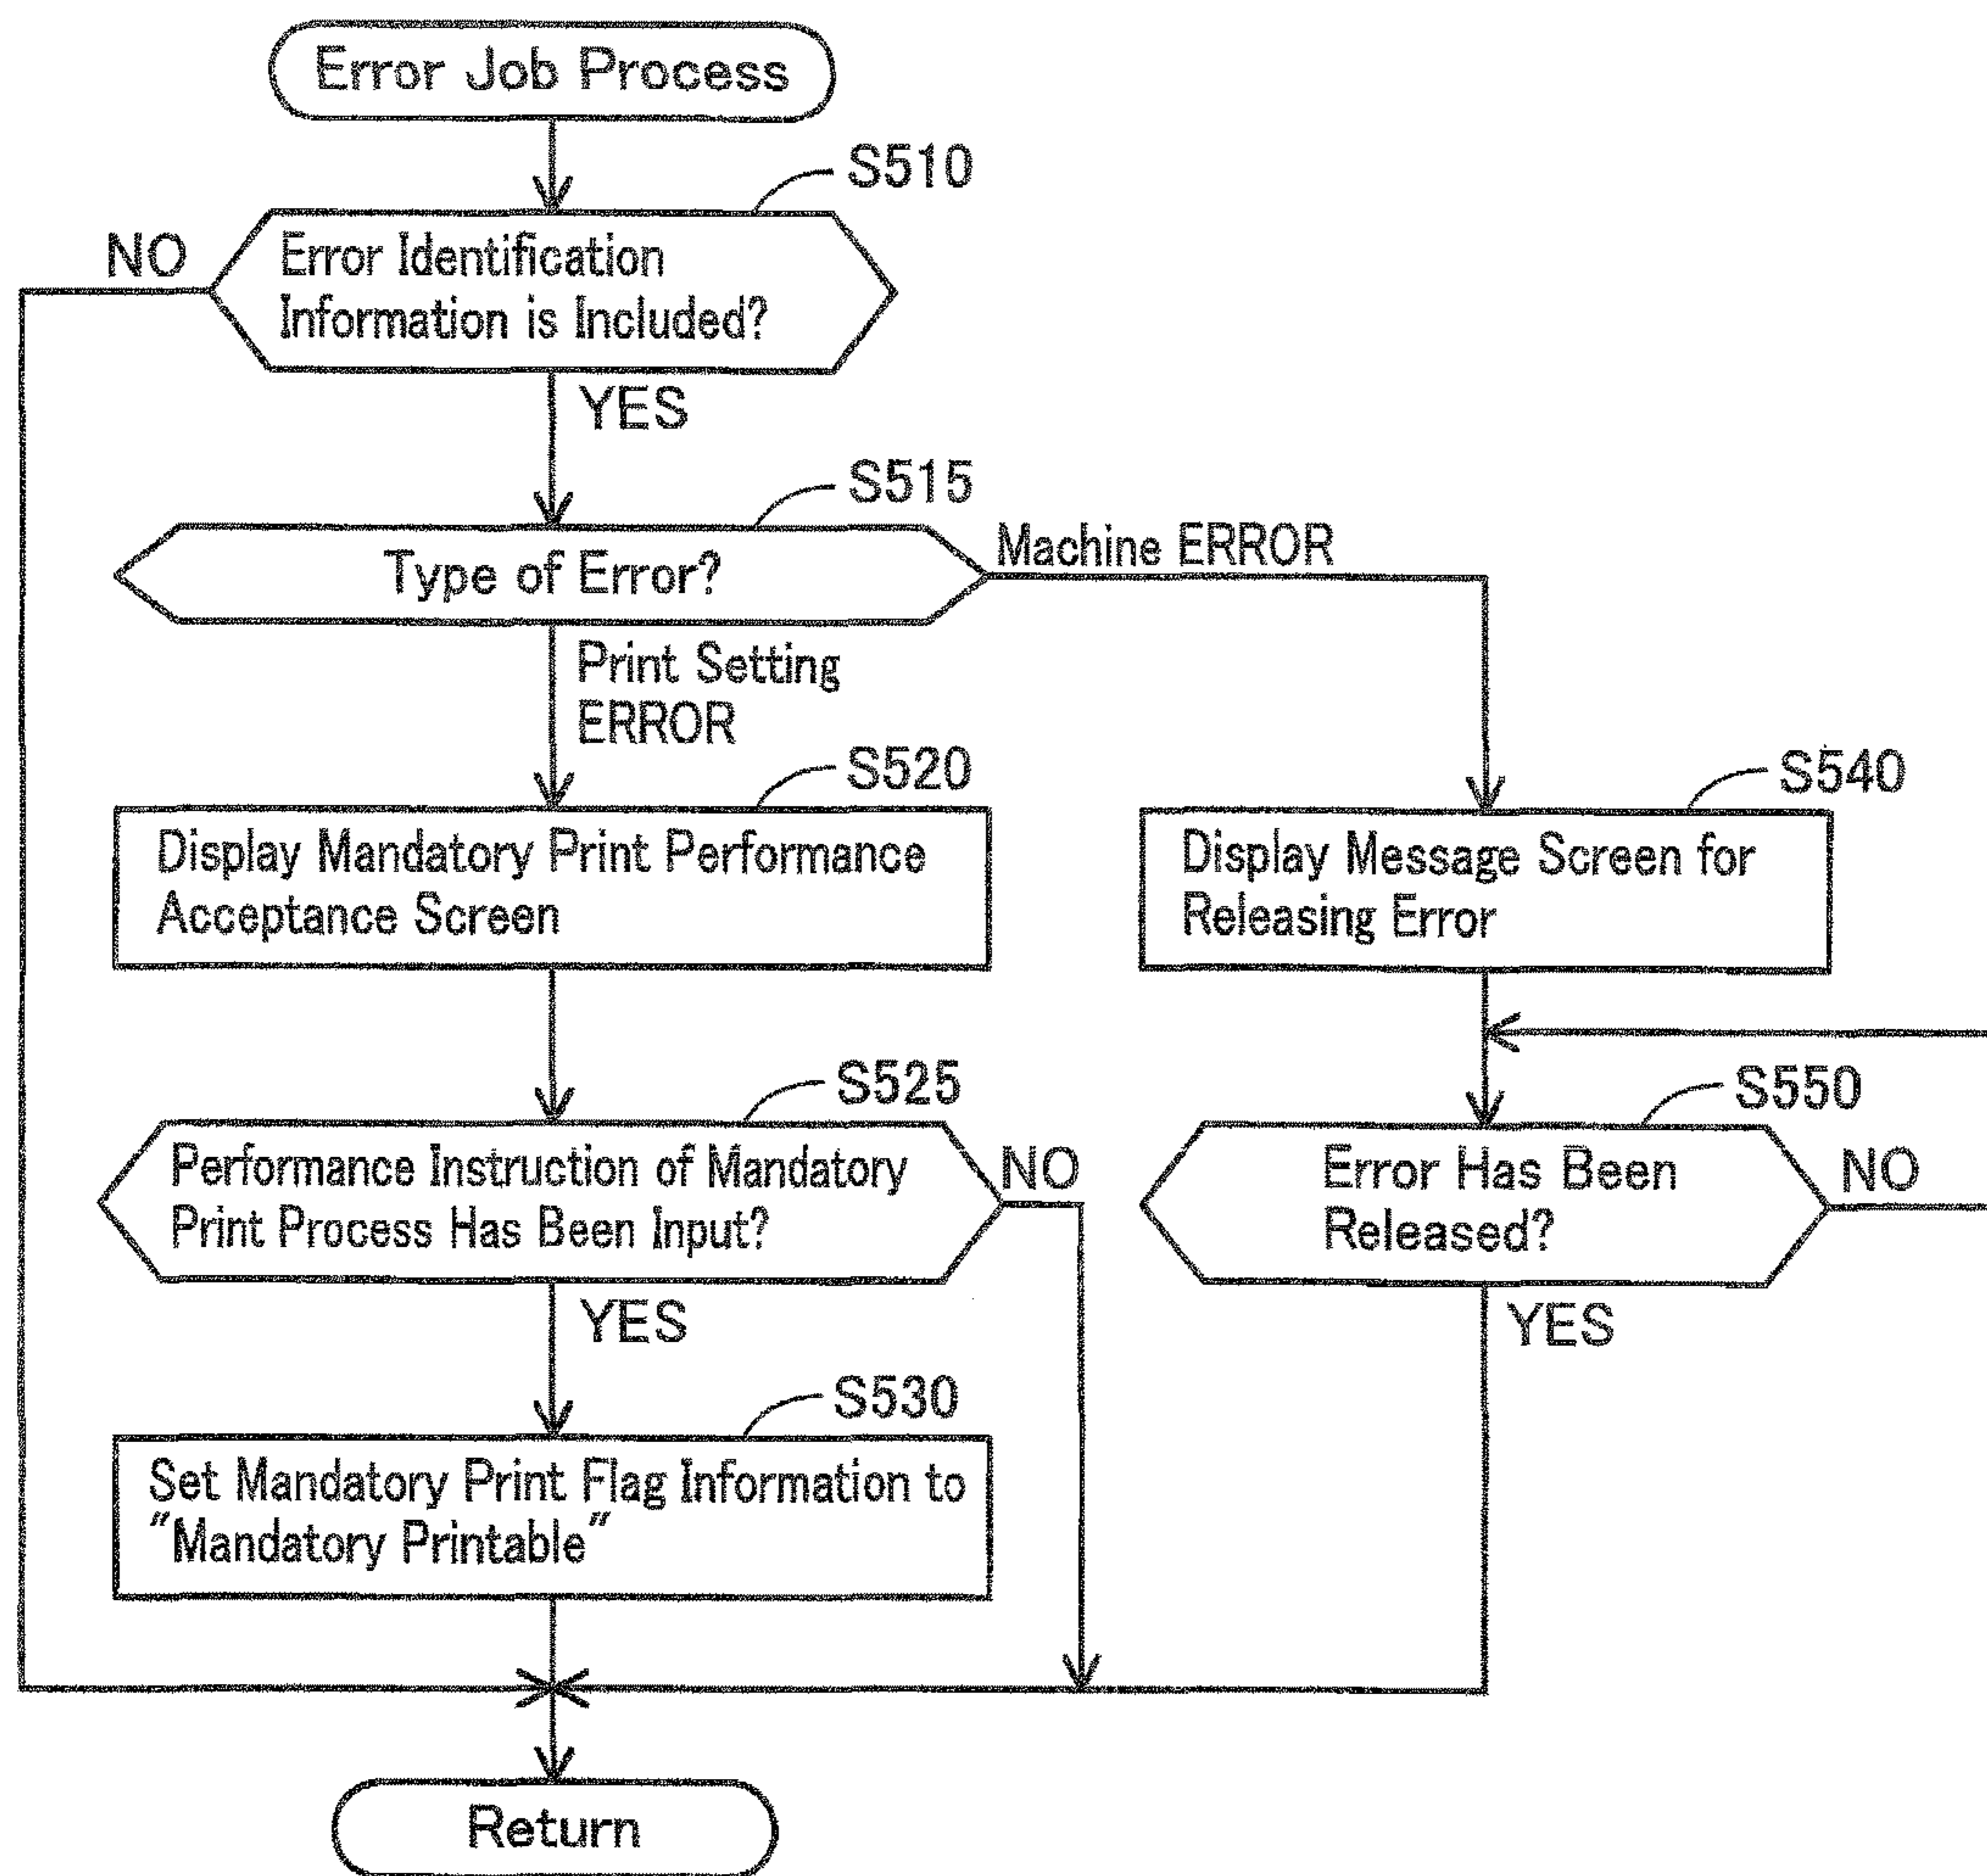 Error Job Process
S510
NO
Error Identification
Information is Included?
YES
S515
Type of Error?
Machine ERROR
Print Setting
ERROR
S520
Display Mandatory Print Performance
Acceptance Screen
S540
Display Message Screen for
Releasing Error
S525
Performance Instruction of Mandatory
Print Process Has Been Input?
NO
YES
S550
Error Has Been
Released?
NO
YES
S530
Set Mandatory Print Flag Information to
"Mandatory Printable"
Return